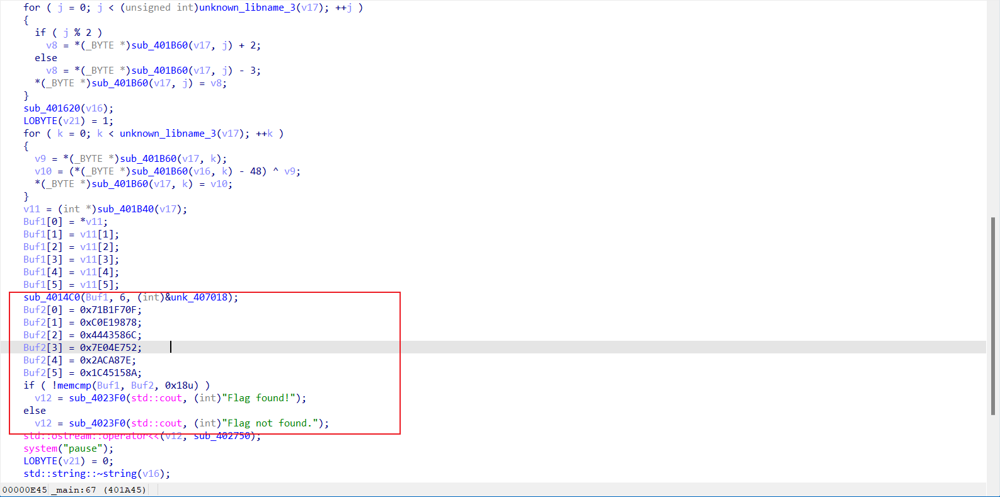 for ( j = 0; j < (unsigned int)unknown_libname_3(v17); ++j )
{
if ( j % 2 )
v8 = *(_BYTE *)sub_401B60(v17, j) + 2;
else
v8 = *(_BYTE *)sub_401B60(v17, j) - 3;
*(_BYTE *)sub_401B60(v17, j) = v8;
}
sub_401620(v16);
LOBYTE(v21) = 1;
for ( k = 0; k < unknown_libname_3(v17); ++k )
{
v9 = *(_BYTE *)sub_401B60(v17, k);
v10 = (*(_BYTE *)sub_401B60(v16, k) - 48) ^ v9;
*(_BYTE *)sub_401B60(v17, k) = v10;
}
v11 = (int *)sub_401B40(v17);
Buf1[0] = *v11;
Buf1[1] = v11[1];
Buf1[2] = v11[2];
Buf1[3] = v11[3];
Buf1[4] = v11[4];
Buf1[5] = v11[5];
sub_4014C0(Buf1, 6, (int)&unk_407018);
Buf2[0] = 0x71B1F70F;
Buf2[1] = 0xC0E19878;
Buf2[2] = 0x4443586C;
Buf2[3] = 0x7E04E752;
Buf2[4] = 0x2ACA87E;
Buf2[5] = 0x1C45158A;
if ( !memcmp(Buf1, Buf2, 0x18u) )
v12 = sub_4023F0(std::cout, (int)"Flag found!");
else
v12 = sub_4023F0(std::cout, (int)"Flag not found.");
std::ostream::operator<<(v12, sub_402750);
system("pause");
LOBYTE(v21) = 0;
std::string::~string(v16);
00000E45 _main:67 (401A45)